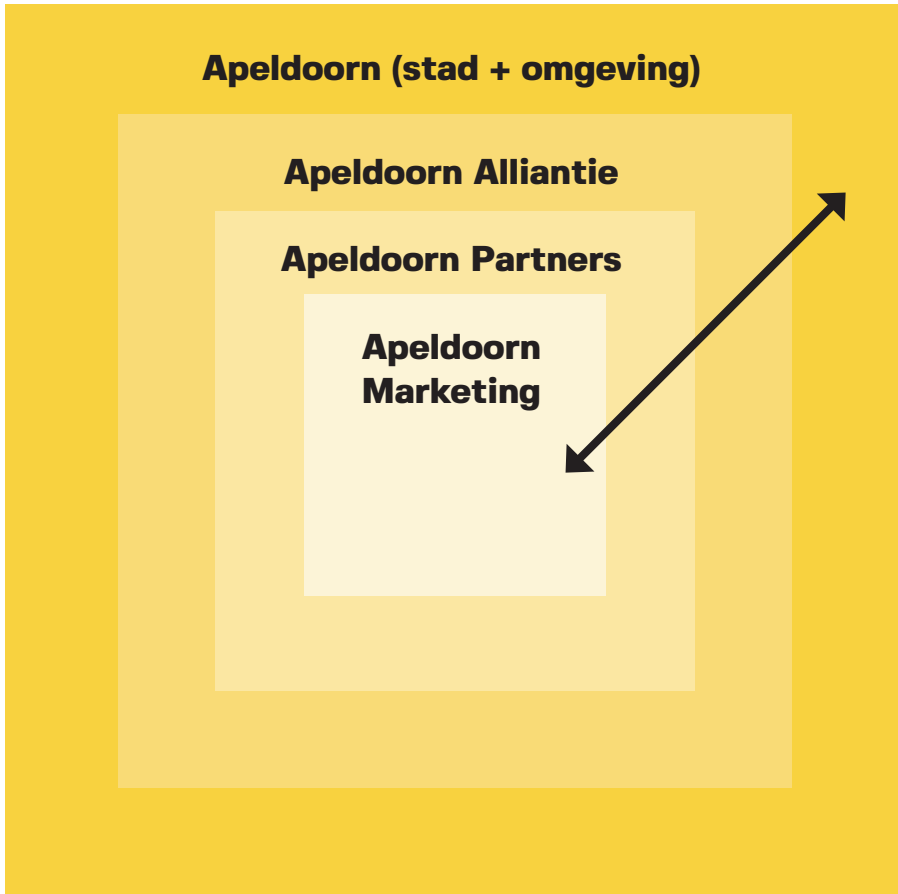 Apeldoorn (stad + omgeving)
Apeldoorn Alliantie
Apeldoorn Partners
Apeldoorn
Marketing